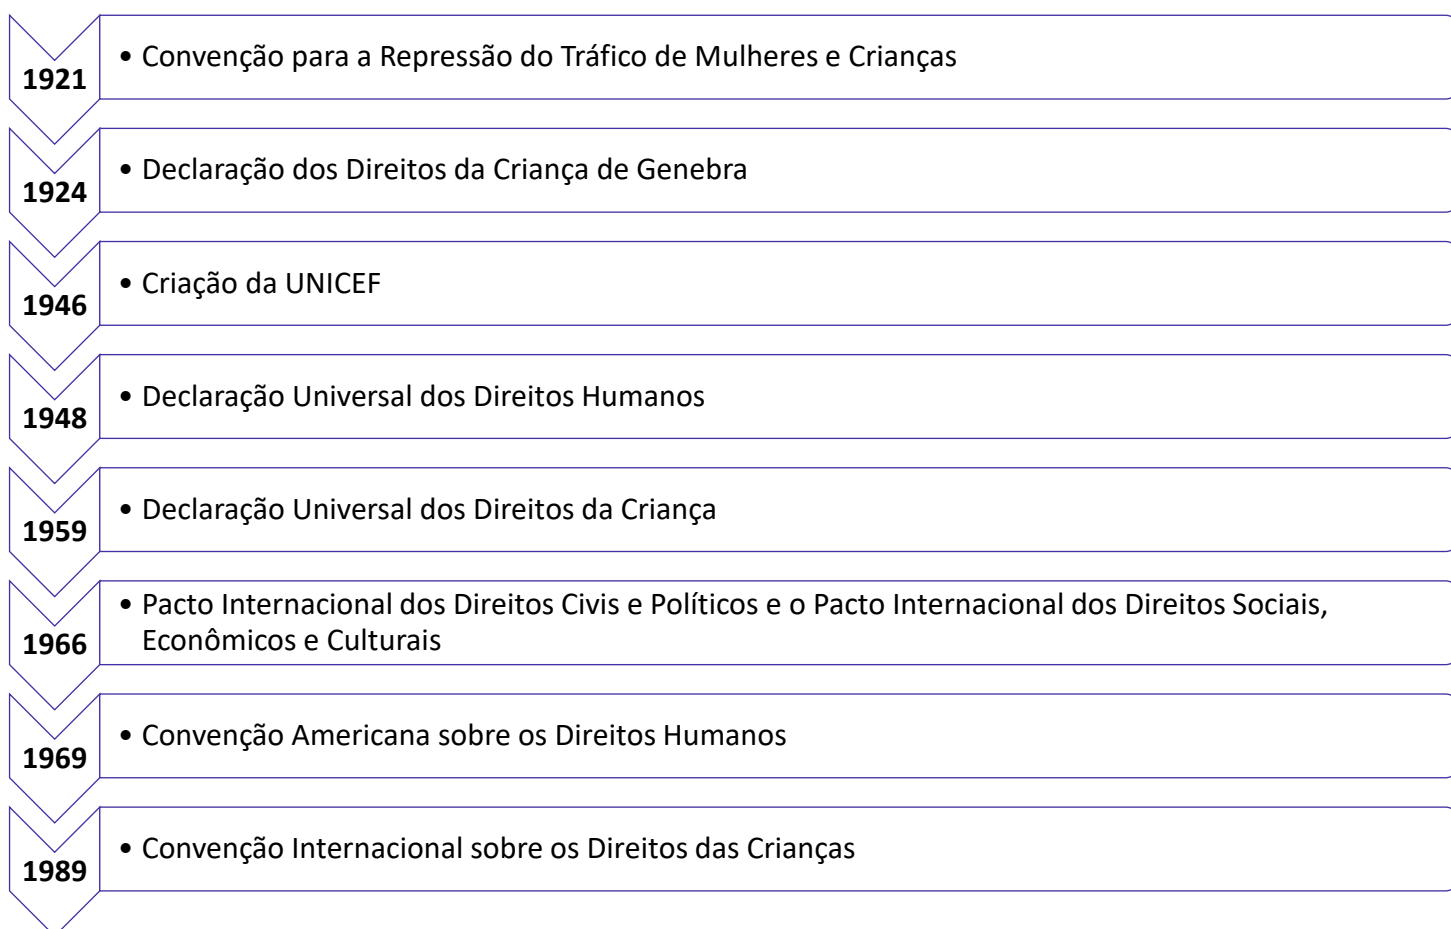 1921
• Convenção para a Repressão do Tráfico de Mulheres e Crianças
1924
• Declaração dos Direitos da Criança de Genebra
1946
• Criação da UNICEF
1948
• Declaração Universal dos Direitos Humanos
1959
• Declaração Universal dos Direitos da Criança
1966
• Pacto Internacional dos Direitos Civis e Políticos e o Pacto Internacional dos Direitos Sociais,
Econômicos e Culturais
1969
• Convenção Americana sobre os Direitos Humanos
1989
• Convenção Internacional sobre os Direitos das Crianças